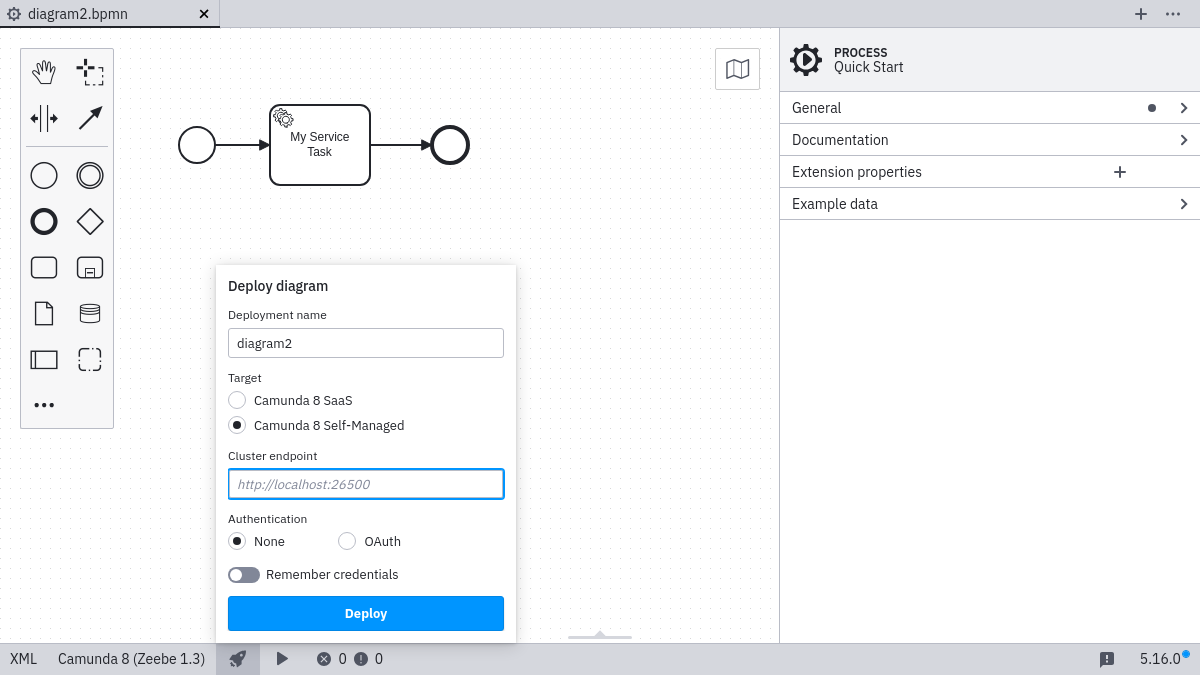 diagram2.bpmn
PROCESS
Quick Start
General
Documentation
Extension properties
Example data
My Service
Task
Deploy diagram
Deployment name
diagram2
Target
Camunda 8 SaaS
Camunda 8 Self-Managed
Cluster endpoint
http://localhost:26500
Authentication
None OAuth
Remember credentials
Deploy
XML Camunda 8 (Zeebe 1.3) 0 0 5.16.0